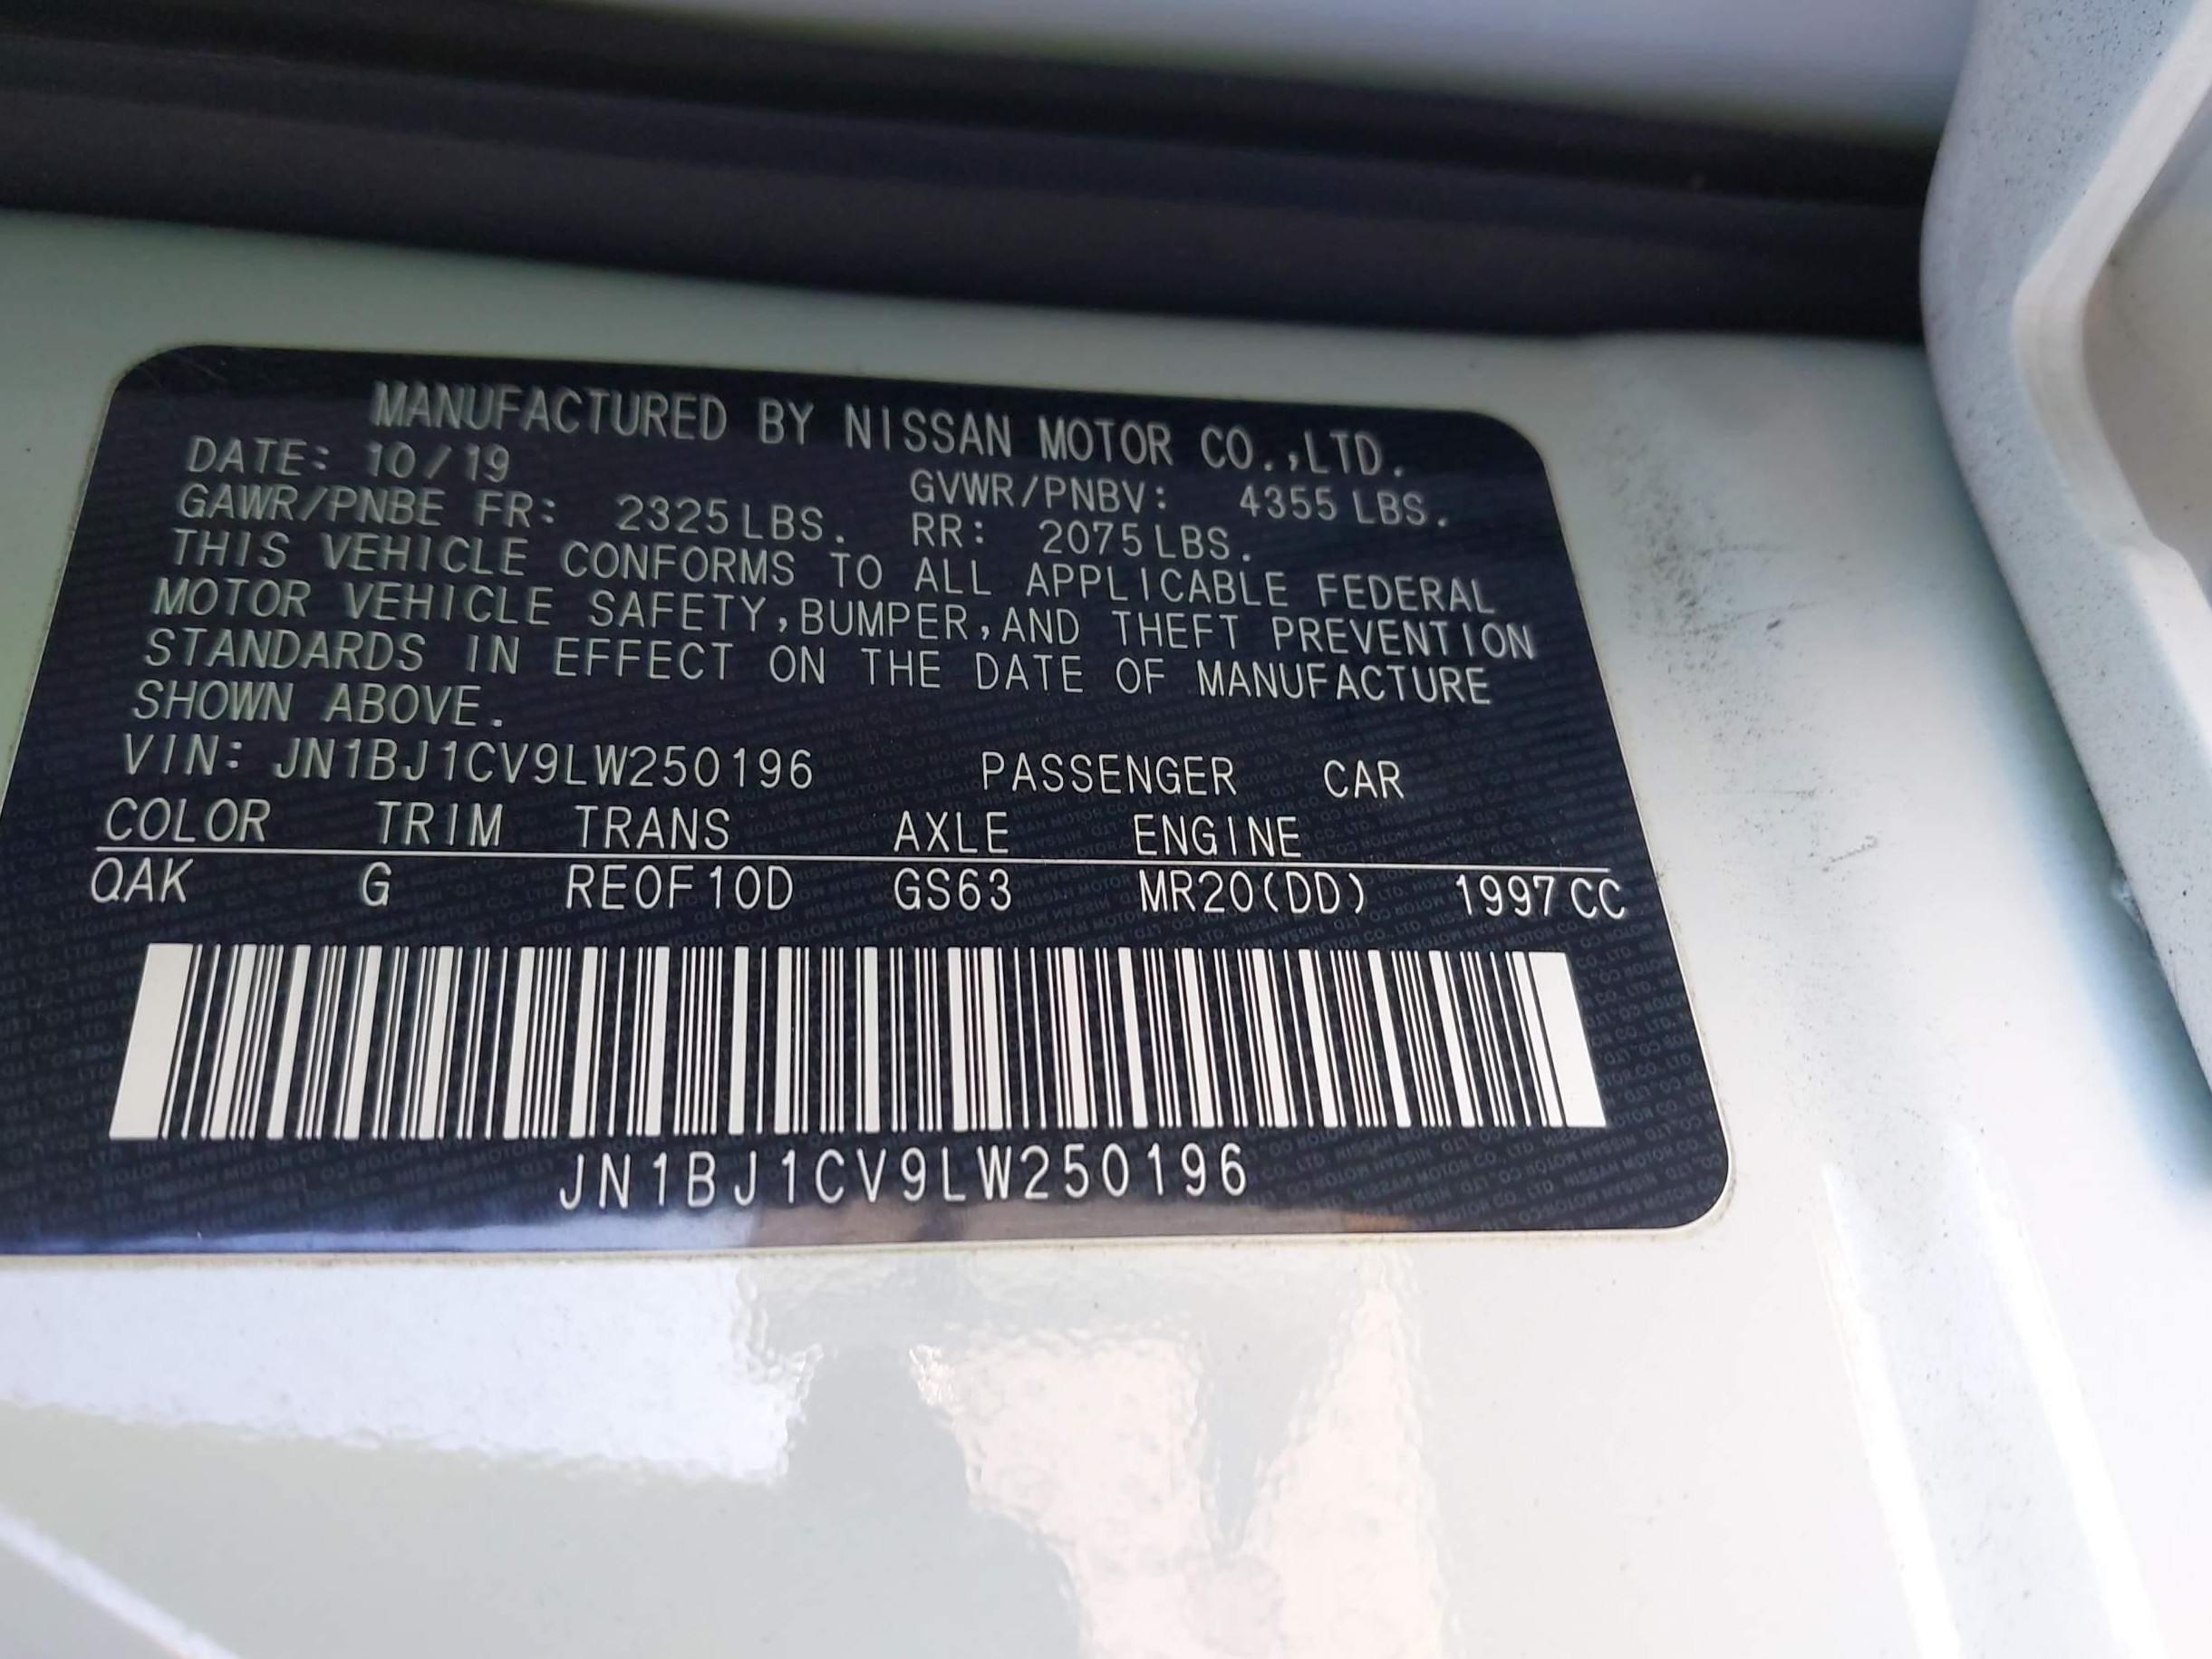 MANUFACTURED BY NISSAN MOTOR CO.,LTD.
DATE: 10/19 GVWR/PNBV: 4355 LBS.
GAWR/PNBE FR: 2325 LBS. RR: 2075 LBS.
THIS VEHICLE CONFORMS TO ALL APPLICABLE FEDERAL
MOTOR VEHICLE SAFETY,BUMPER,AND THEFT PREVENTION
STANDARDS IN EFFECT ON THE DATE OF MANUFACTURE
SHOWN ABOVE.
VIN: JN1BJ1CV9LW250196 PASSENGER CAR
COLOR TRIM TRANS AXLE ENGINE
QAK G RE0F10D GS63 MR20(DD) 1997 CC
JN1BJ1CV9LW250196